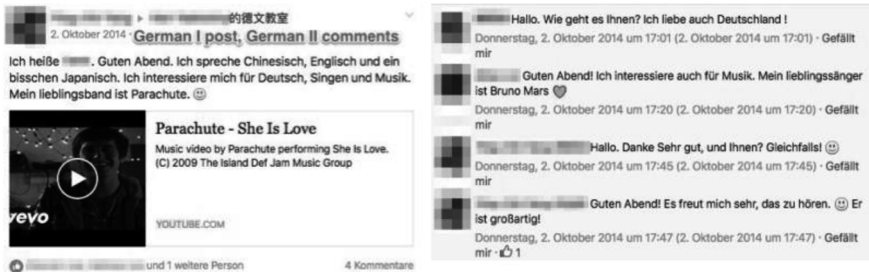 的德文教室
2. Oktober 2014 · German I post, German II comments
Ich heiße . Guten Abend. Ich spreche Chinesisch, Englisch und ein
bisschen Japanisch. Ich interessiere mich für Deutsch, Singen und Musik.
Mein lieblingsband ist Parachute. 🙂
Parachute - She Is Love
Music video by Parachute performing She Is Love.
(C) 2009 The Island Def Jam Music Group
vevo
YOUTUBE.COM
und 1 weitere Person 4 Kommentare
Hallo. Wie geht es Ihnen? Ich liebe auch Deutschland !
Donnerstag, 2. Oktober 2014 um 17:01 (2. Oktober 2014 um 17:01) · Gefällt
mir
Guten Abend! Ich interessiere auch für Musik. Mein lieblingssänger
ist Bruno Mars ♥
Donnerstag, 2. Oktober 2014 um 17:20 (2. Oktober 2014 um 17:20) · Gefällt
mir
Hallo. Danke Sehr gut, und Ihnen? Gleichfalls! 🙂
Donnerstag, 2. Oktober 2014 um 17:45 (2. Oktober 2014 um 17:45) · Gefällt
mir
Guten Abend! Es freut mich sehr, das zu hören. 🙂 Er
ist großartig!
Donnerstag, 2. Oktober 2014 um 17:47 (2. Oktober 2014 um 17:47) · Gefällt
mir · 👍 1